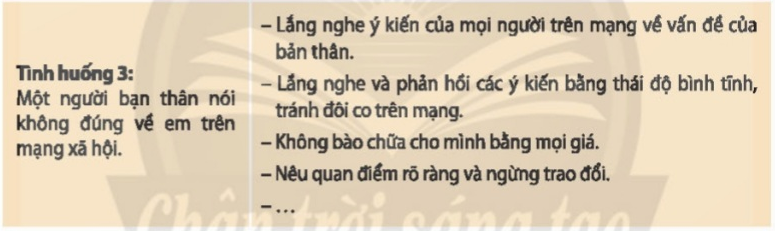 Tình huống 3:
Một người bạn thân nói
không đúng về em trên
mạng xã hội.
– Lắng nghe ý kiến của mọi người trên mạng về vấn đề của
bản thân.
– Lắng nghe và phản hồi các ý kiến bằng thái độ bình tĩnh,
tránh đôi co trên mạng.
– Không bào chữa cho mình bằng mọi giá.
– Nêu quan điểm rõ ràng và ngừng trao đổi.
– ...
Chân trời sáng tạo